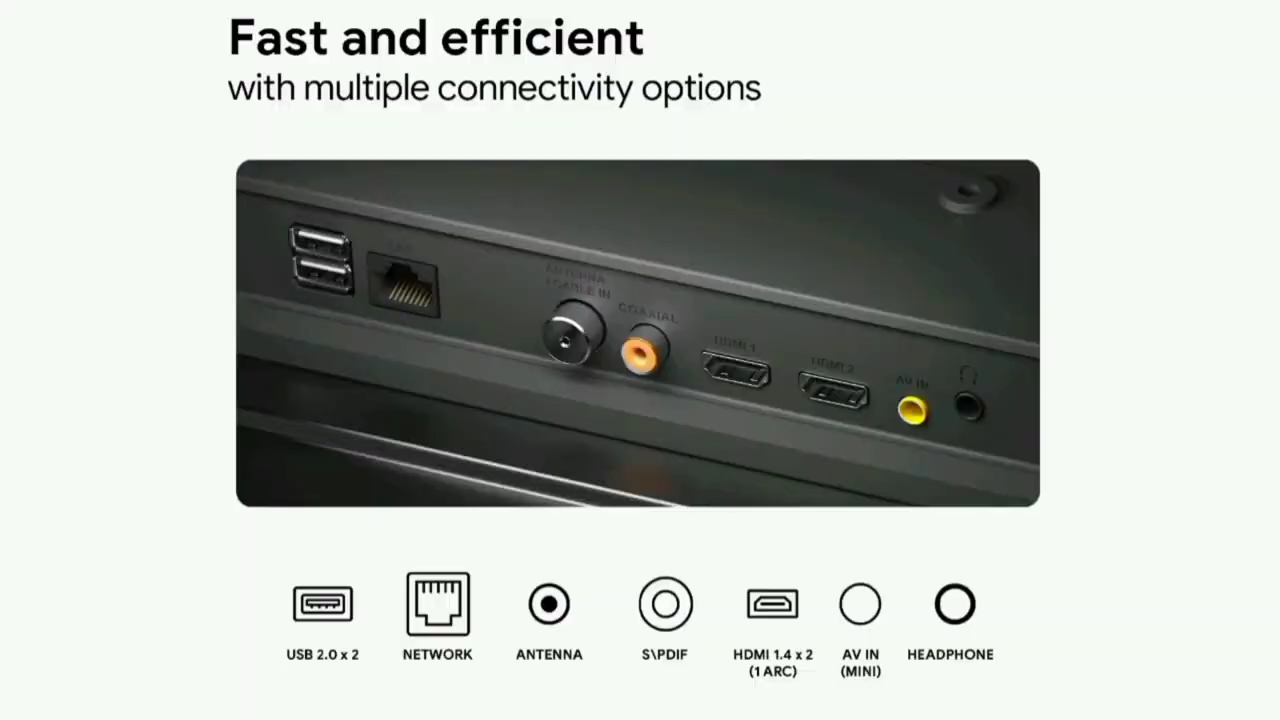 Fast and efficient
with multiple connectivity options
LAN
ANTENNA
/ CABLE IN
COAXIAL
HDMI 1
HDMI 2
AV IN
USB 2.0 x 2
NETWORK
ANTENNA
S\PDIF
HDMI 1.4 x 2
(1 ARC)
AV IN
(MINI)
HEADPHONE